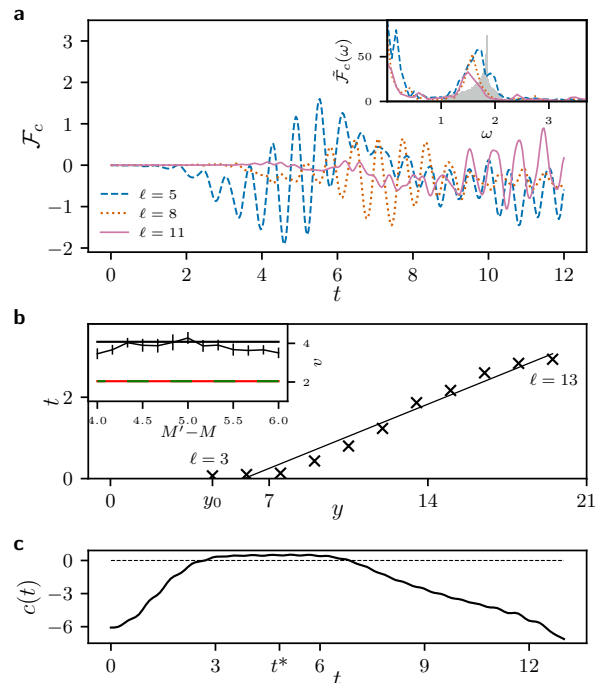 a
3
2
1
0
−1
−2
ℱ_c
ℓ = 5
ℓ = 8
ℓ = 11
0 2 4 6 8 10 12
t
50
0
ℱ̃_c(ω)
1 2 3
ω
b
2
0
t
4
2
v
4.0 4.5 5.0 5.5 6.0
M′−M
ℓ = 3
ℓ = 13
0 y₀ 7 14 21
y
c
0
−3
−6
c(t)
0 3 t* 6 9 12
t